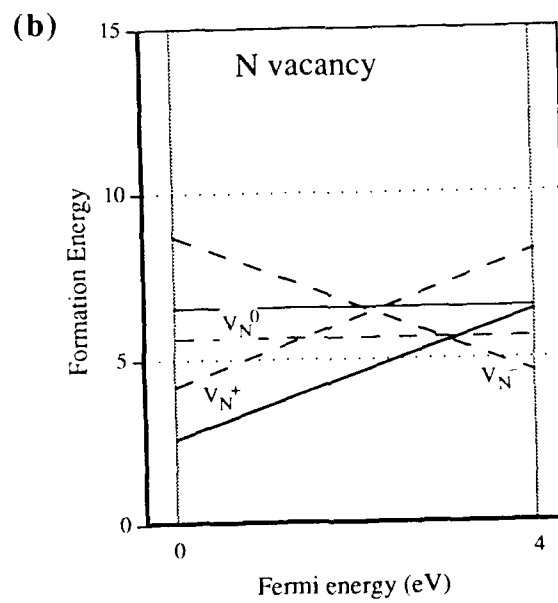 (b)
15
N vacancy
10
Formation Energy
V_N^0
5
V_N^+
V_N^-
0
0
4
Fermi energy (eV)